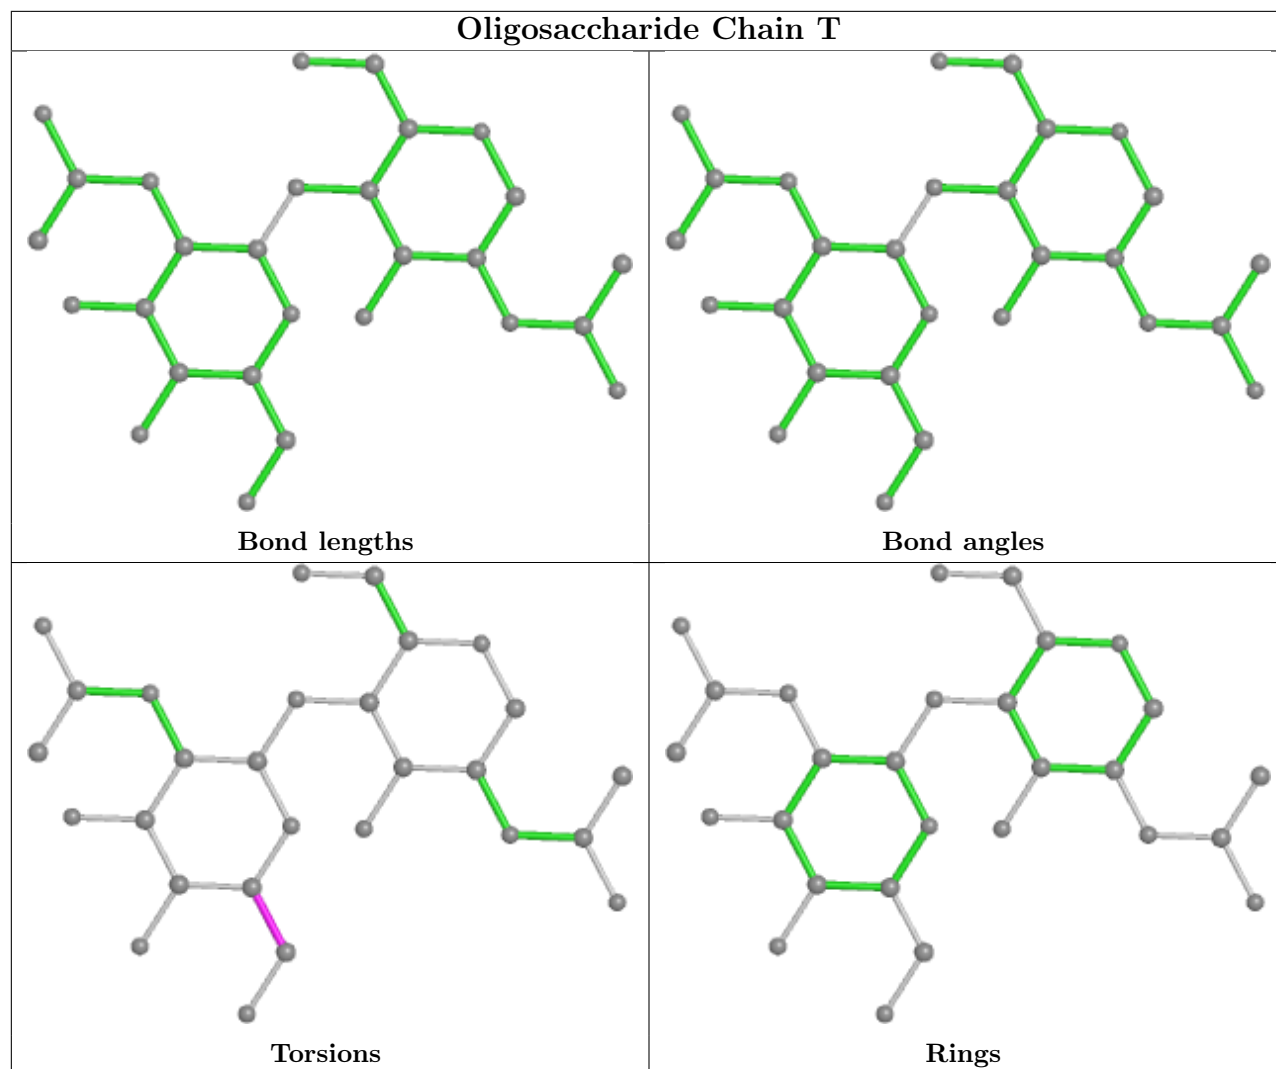 Oligosaccharide Chain T
Bond lengths
Bond angles
Torsions
Rings